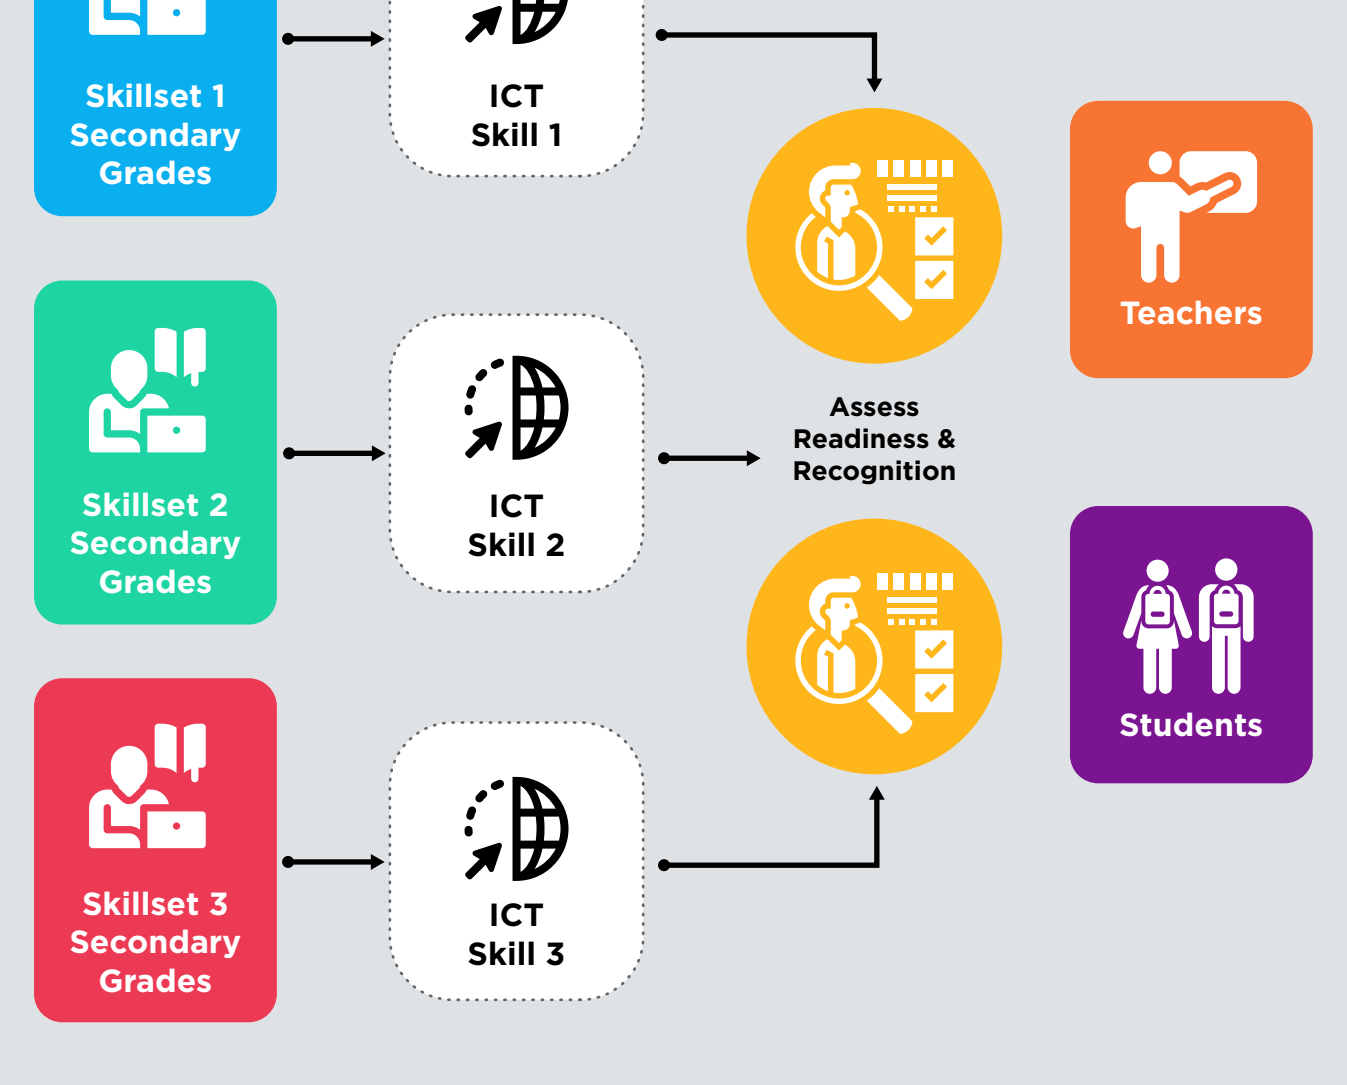 Skillset 1
Secondary
Grades
ICT
Skill 1
Teachers
Skillset 2
Secondary
Grades
ICT
Skill 2
Assess
Readiness &
Recognition
Students
Skillset 3
Secondary
Grades
ICT
Skill 3